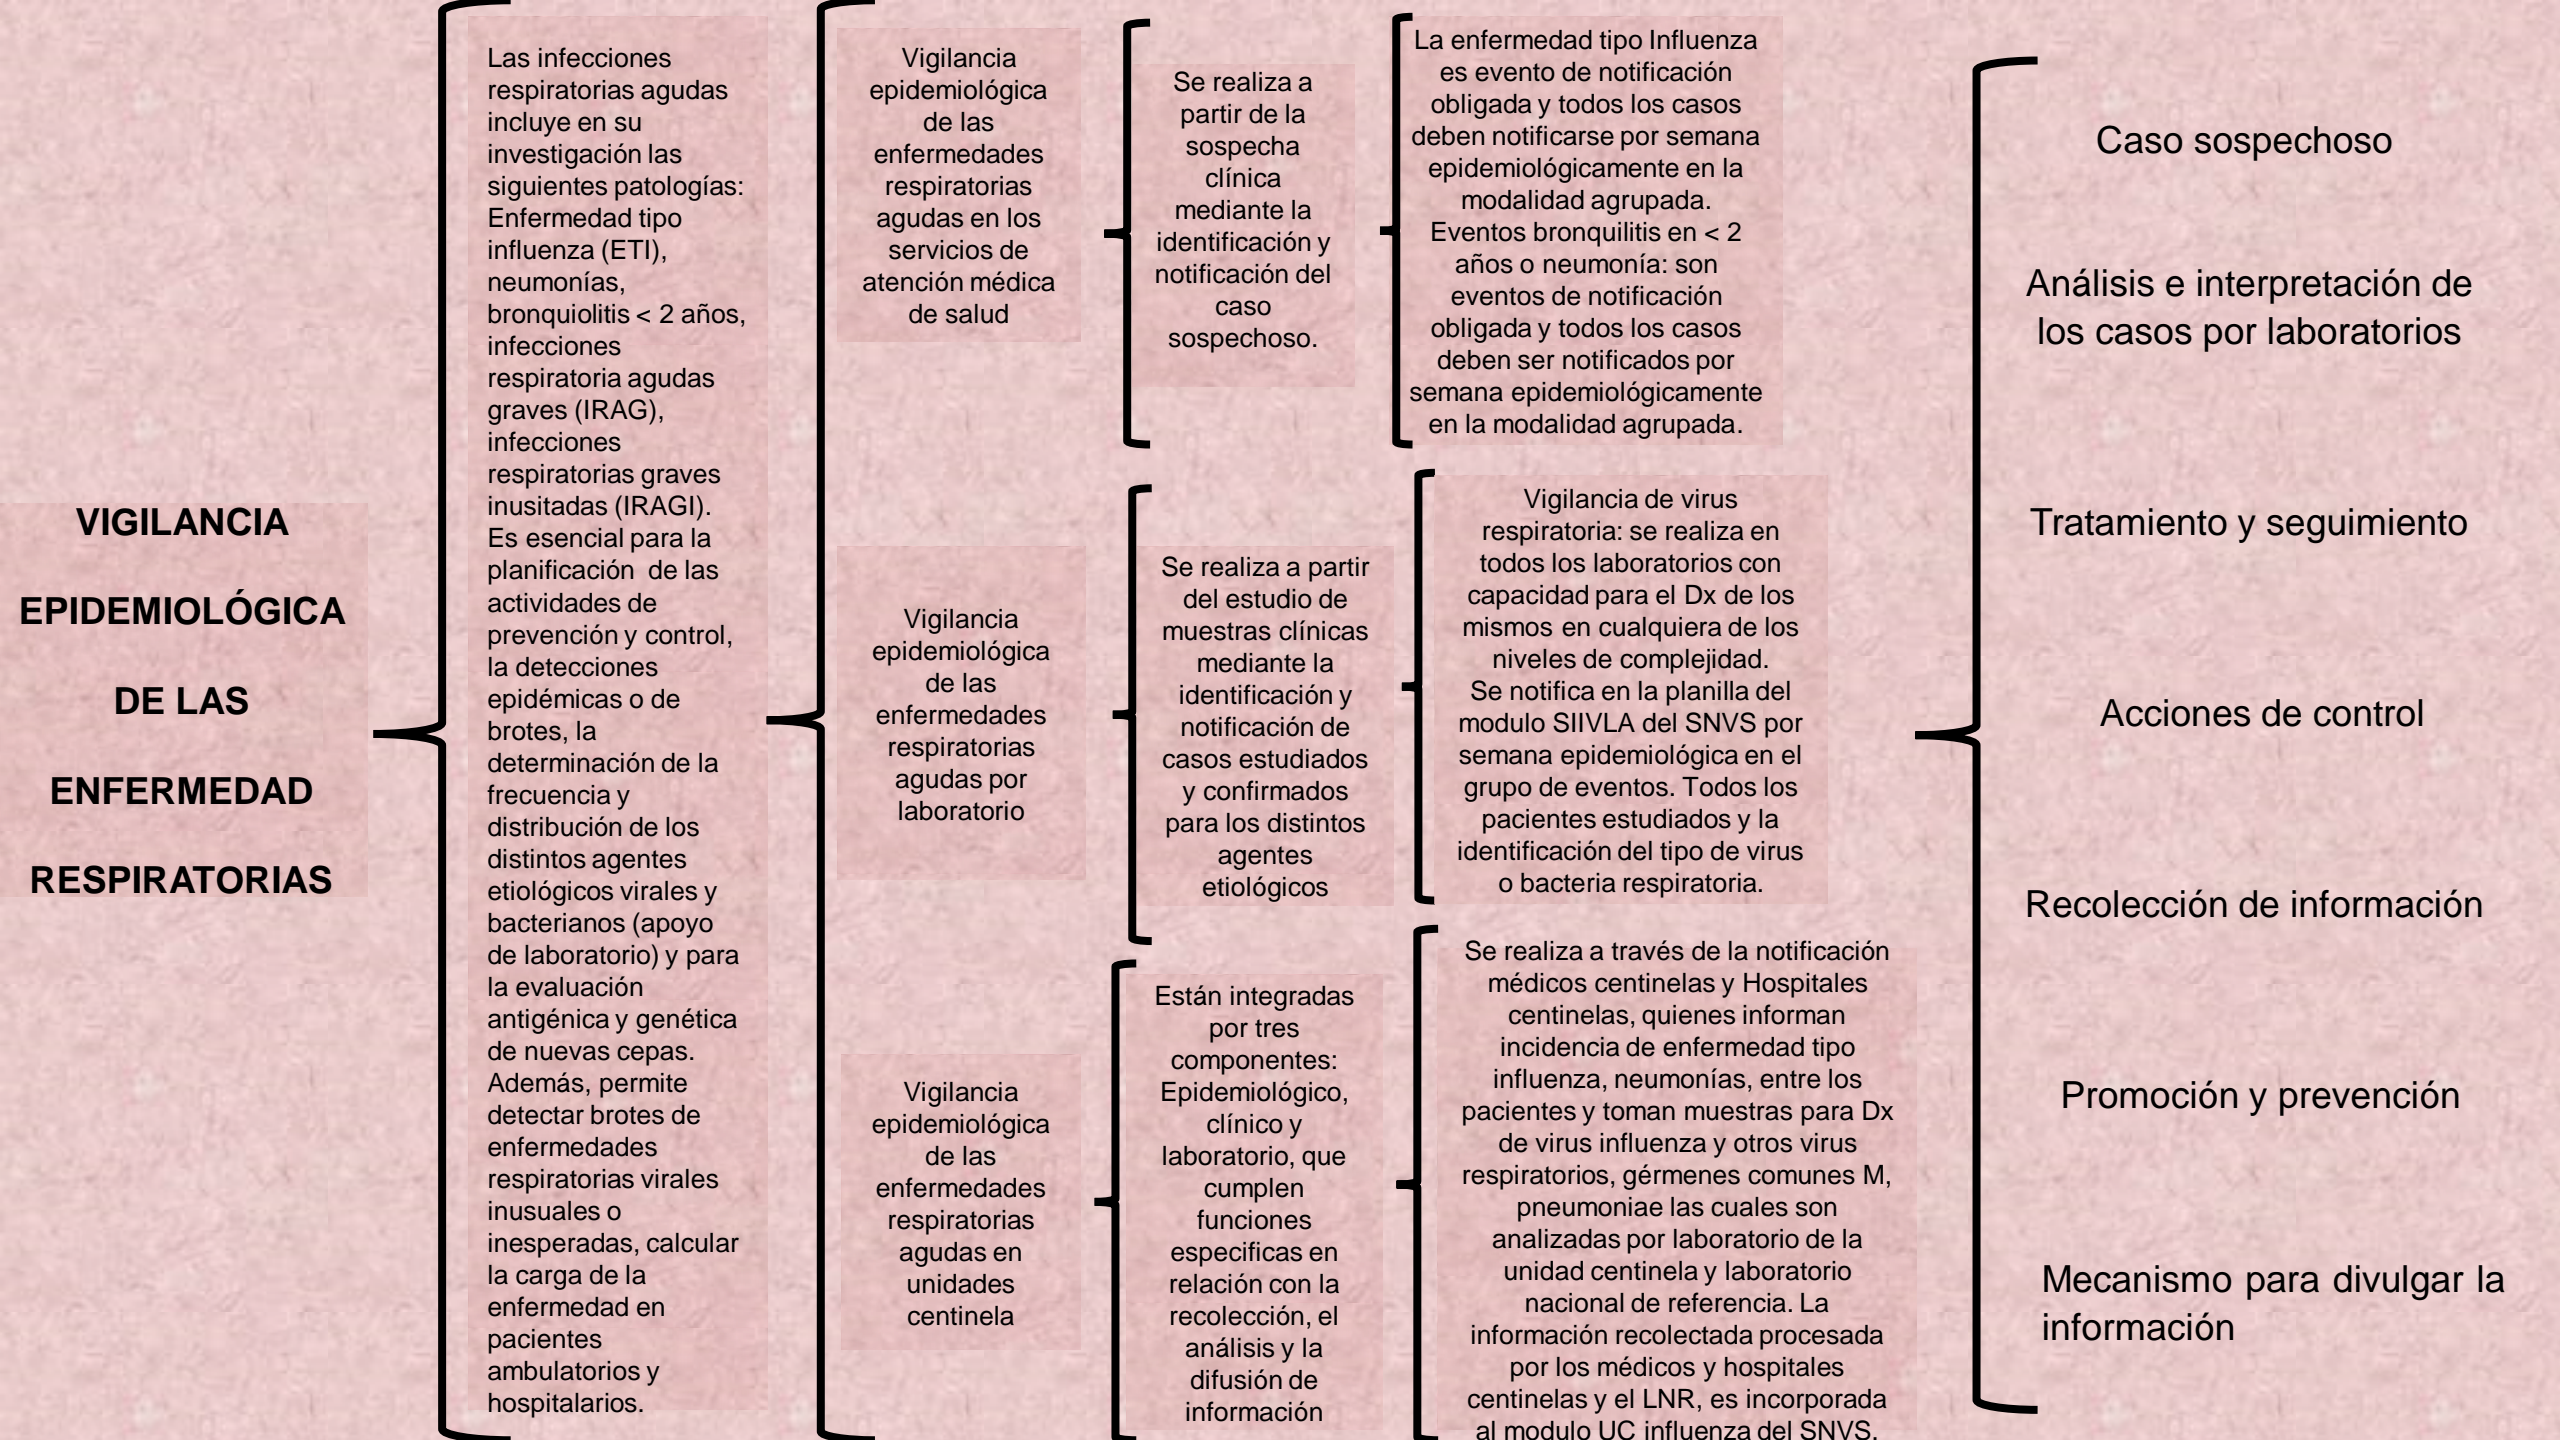 VIGILANCIA
EPIDEMIOLÓGICA
DE LAS
ENFERMEDAD
RESPIRATORIAS
Las infecciones
respiratorias agudas
incluye en su
investigación las
siguientes patologías:
Enfermedad tipo
influenza (ETI),
neumonías,
bronquiolitis < 2 años,
infecciones
respiratoria agudas
graves (IRAG),
infecciones
respiratorias graves
inusitadas (IRAGI).
Es esencial para la
planificación  de las
actividades de
prevención y control,
la detecciones
epidémicas o de
brotes, la
determinación de la
frecuencia y
distribución de los
distintos agentes
etiológicos virales y
bacterianos (apoyo
de laboratorio) y para
la evaluación
antigénica y genética
de nuevas cepas.
Además, permite
detectar brotes de
enfermedades
respiratorias virales
inusuales o
inesperadas, calcular
la carga de la
enfermedad en
pacientes
ambulatorios y
hospitalarios.
Vigilancia
epidemiológica
de las
enfermedades
respiratorias
agudas en los
servicios de
atención médica
de salud
Se realiza a
partir de la
sospecha
clínica
mediante la
identificación y
notificación del
caso
sospechoso.
La enfermedad tipo Influenza
es evento de notificación
obligada y todos los casos
deben notificarse por semana
epidemiológicamente en la
modalidad agrupada.
Eventos bronquilitis en < 2
años o neumonía: son
eventos de notificación
obligada y todos los casos
deben ser notificados por
semana epidemiológicamente
en la modalidad agrupada.
Vigilancia
epidemiológica
de las
enfermedades
respiratorias
agudas por
laboratorio
Se realiza a partir
del estudio de
muestras clínicas
mediante la
identificación y
notificación de
casos estudiados
y confirmados
para los distintos
agentes
etiológicos
Vigilancia de virus
respiratoria: se realiza en
todos los laboratorios con
capacidad para el Dx de los
mismos en cualquiera de los
niveles de complejidad.
Se notifica en la planilla del
modulo SIIVLA del SNVS por
semana epidemiológica en el
grupo de eventos. Todos los
pacientes estudiados y la
identificación del tipo de virus
o bacteria respiratoria.
Vigilancia
epidemiológica
de las
enfermedades
respiratorias
agudas en
unidades
centinela
Están integradas
por tres
componentes:
Epidemiológico,
clínico y
laboratorio, que
cumplen
funciones
especificas en
relación con la
recolección, el
análisis y la
difusión de
información
Se realiza a través de la notificación
médicos centinelas y Hospitales
centinelas, quienes informan
incidencia de enfermedad tipo
influenza, neumonías, entre los
pacientes y toman muestras para Dx
de virus influenza y otros virus
respiratorios, gérmenes comunes M,
pneumoniae las cuales son
analizadas por laboratorio de la
unidad centinela y laboratorio
nacional de referencia. La
información recolectada procesada
por los médicos y hospitales
centinelas y el LNR, es incorporada
al modulo UC influenza del SNVS.
Caso sospechoso
Análisis e interpretación de
los casos por laboratorios
Tratamiento y seguimiento
Acciones de control
Recolección de información
Promoción y prevención
Mecanismo para divulgar la
información